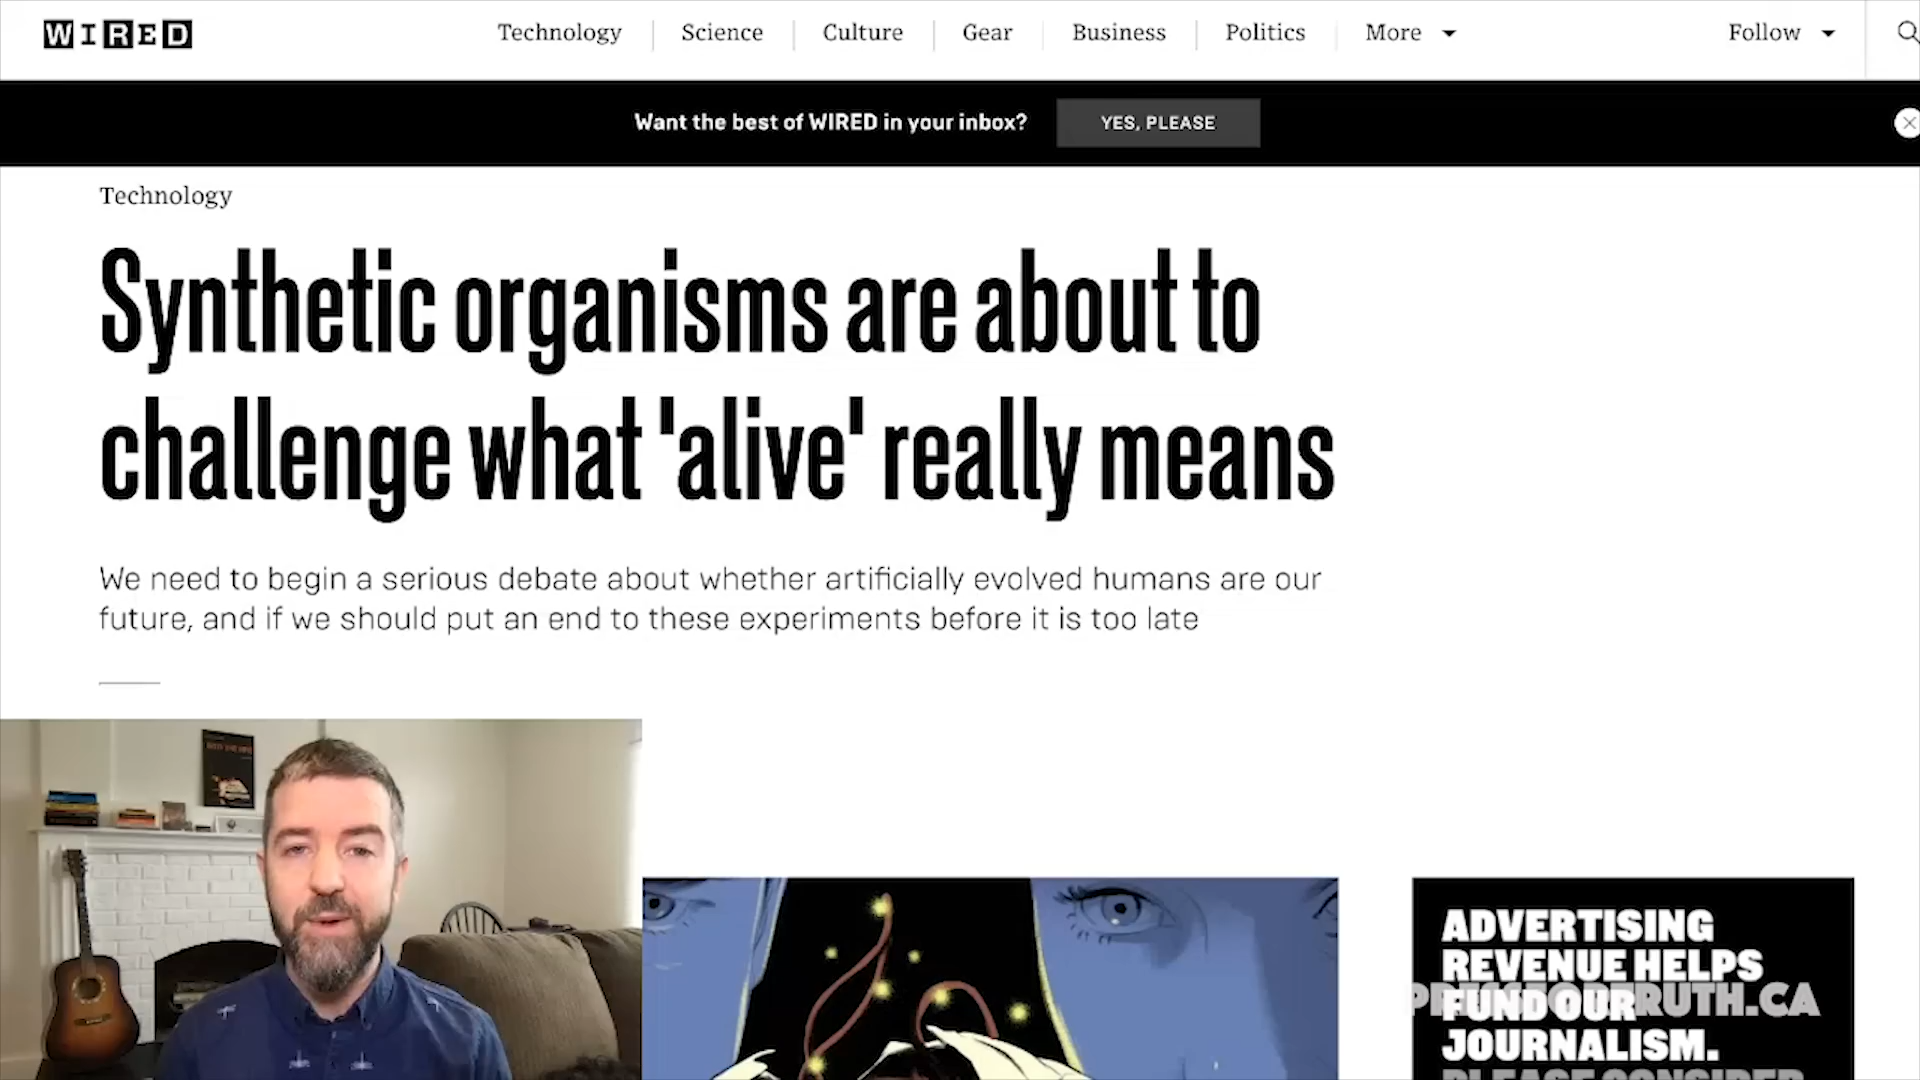 WIRED
Technology
Science
Culture
Gear
Business
Politics
More
Follow
Want the best of WIRED in your inbox?
YES, PLEASE
Technology
Synthetic organisms are about to
challenge what 'alive' really means
We need to begin a serious debate about whether artificially evolved humans are our
future, and if we should put an end to these experiments before it is too late
ADVERTISING
REVENUE HELPS
FUND OUR
JOURNALISM.
PLEASE CONSIDER